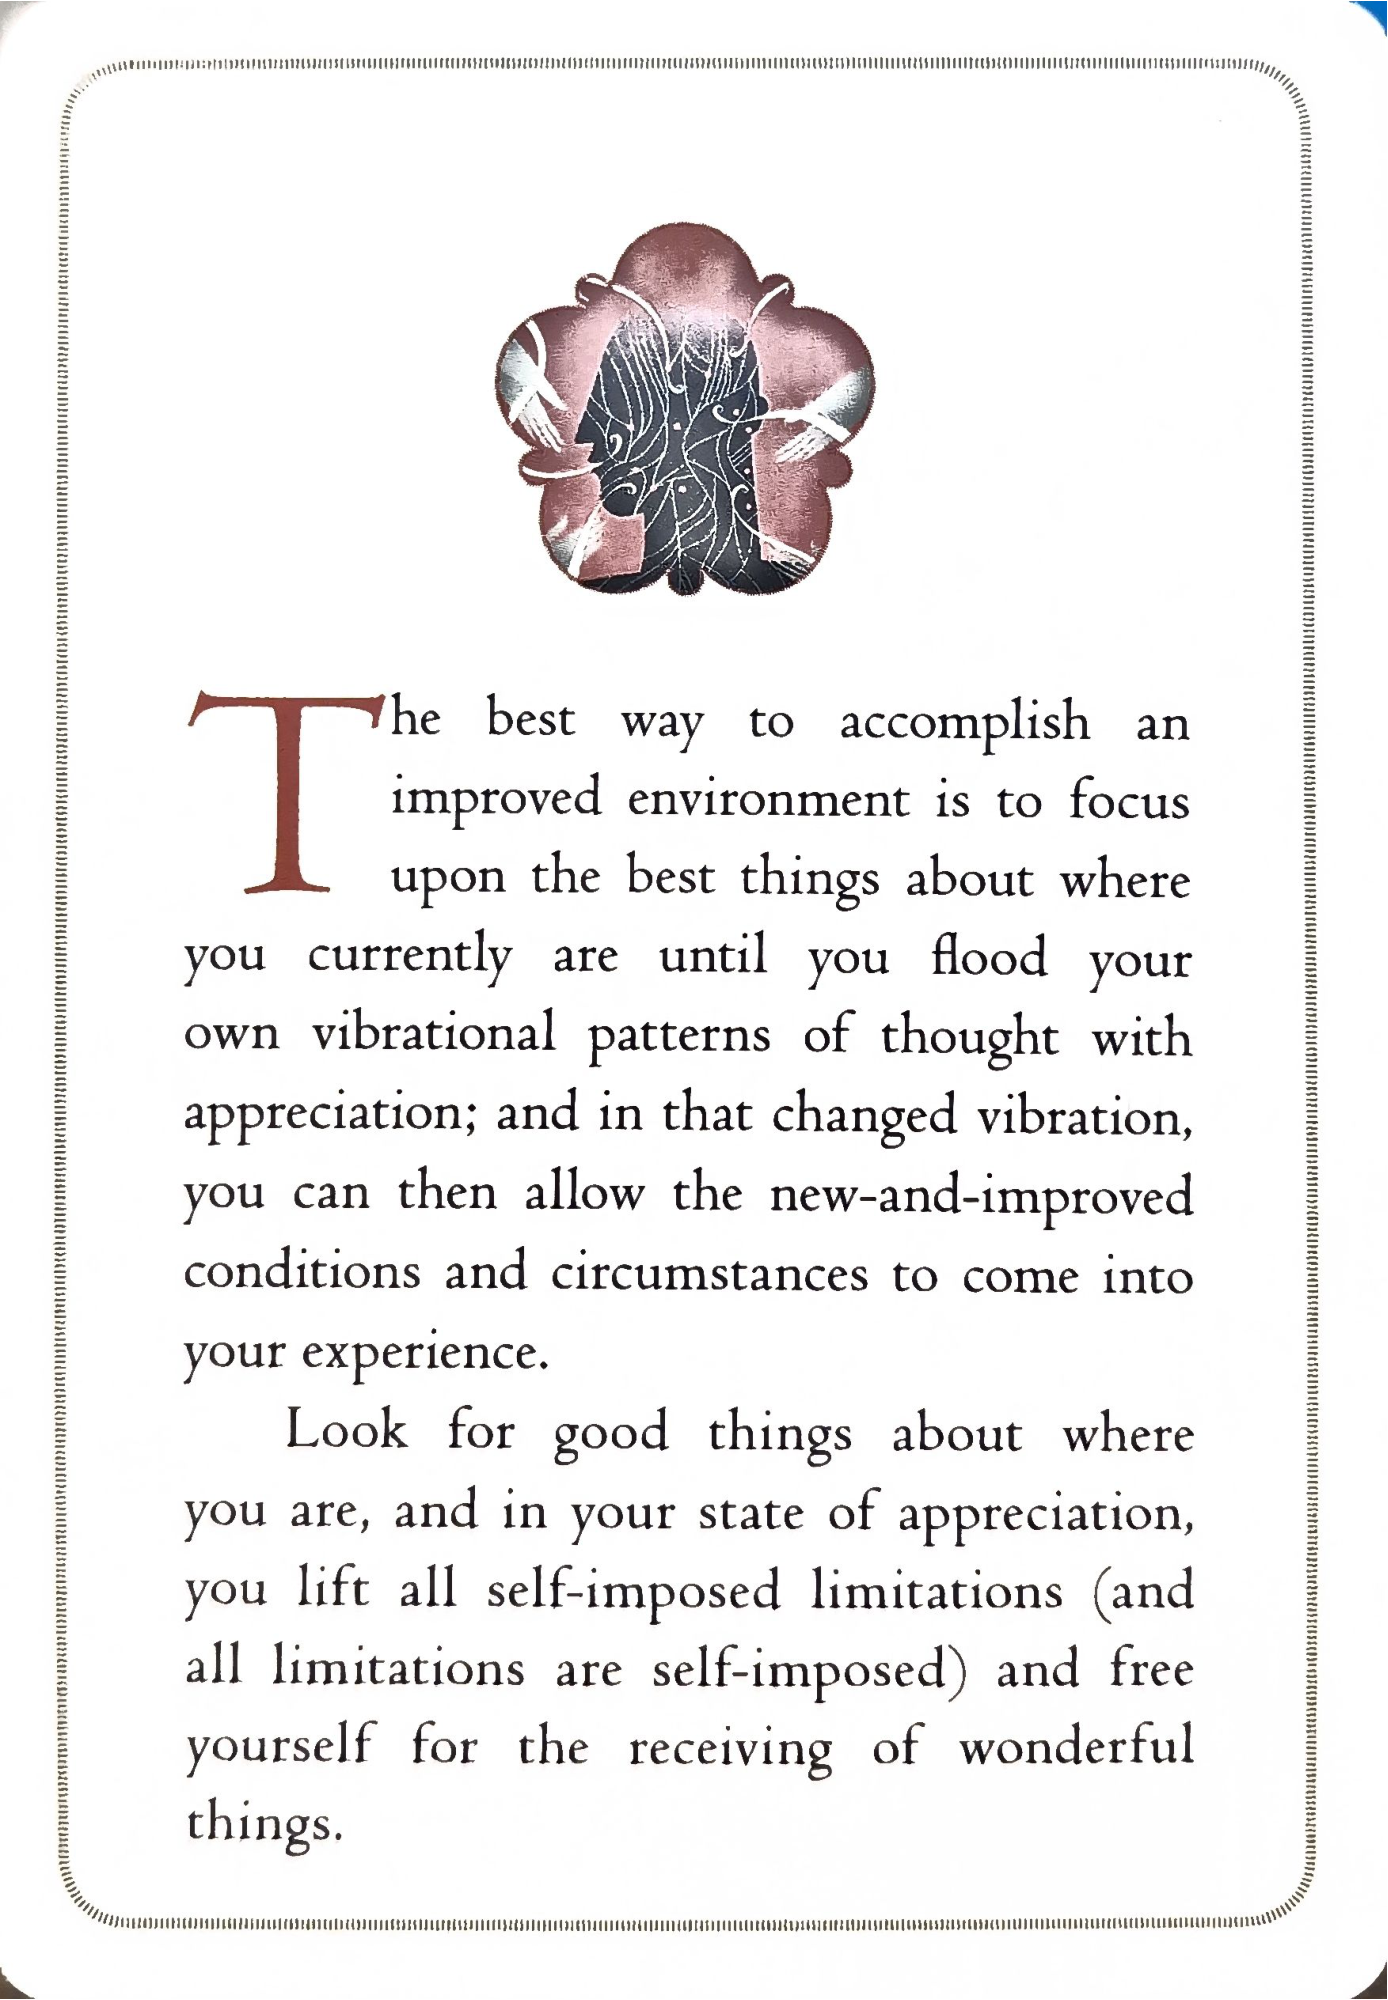 The best way to accomplish an
improved environment is to focus
upon the best things about where
you currently are until you flood your
own vibrational patterns of thought with
appreciation; and in that changed vibration,
you can then allow the new-and-improved
conditions and circumstances to come into
your experience.
Look for good things about where
you are, and in your state of appreciation,
you lift all self-imposed limitations (and
all limitations are self-imposed) and free
yourself for the receiving of wonderful
things.